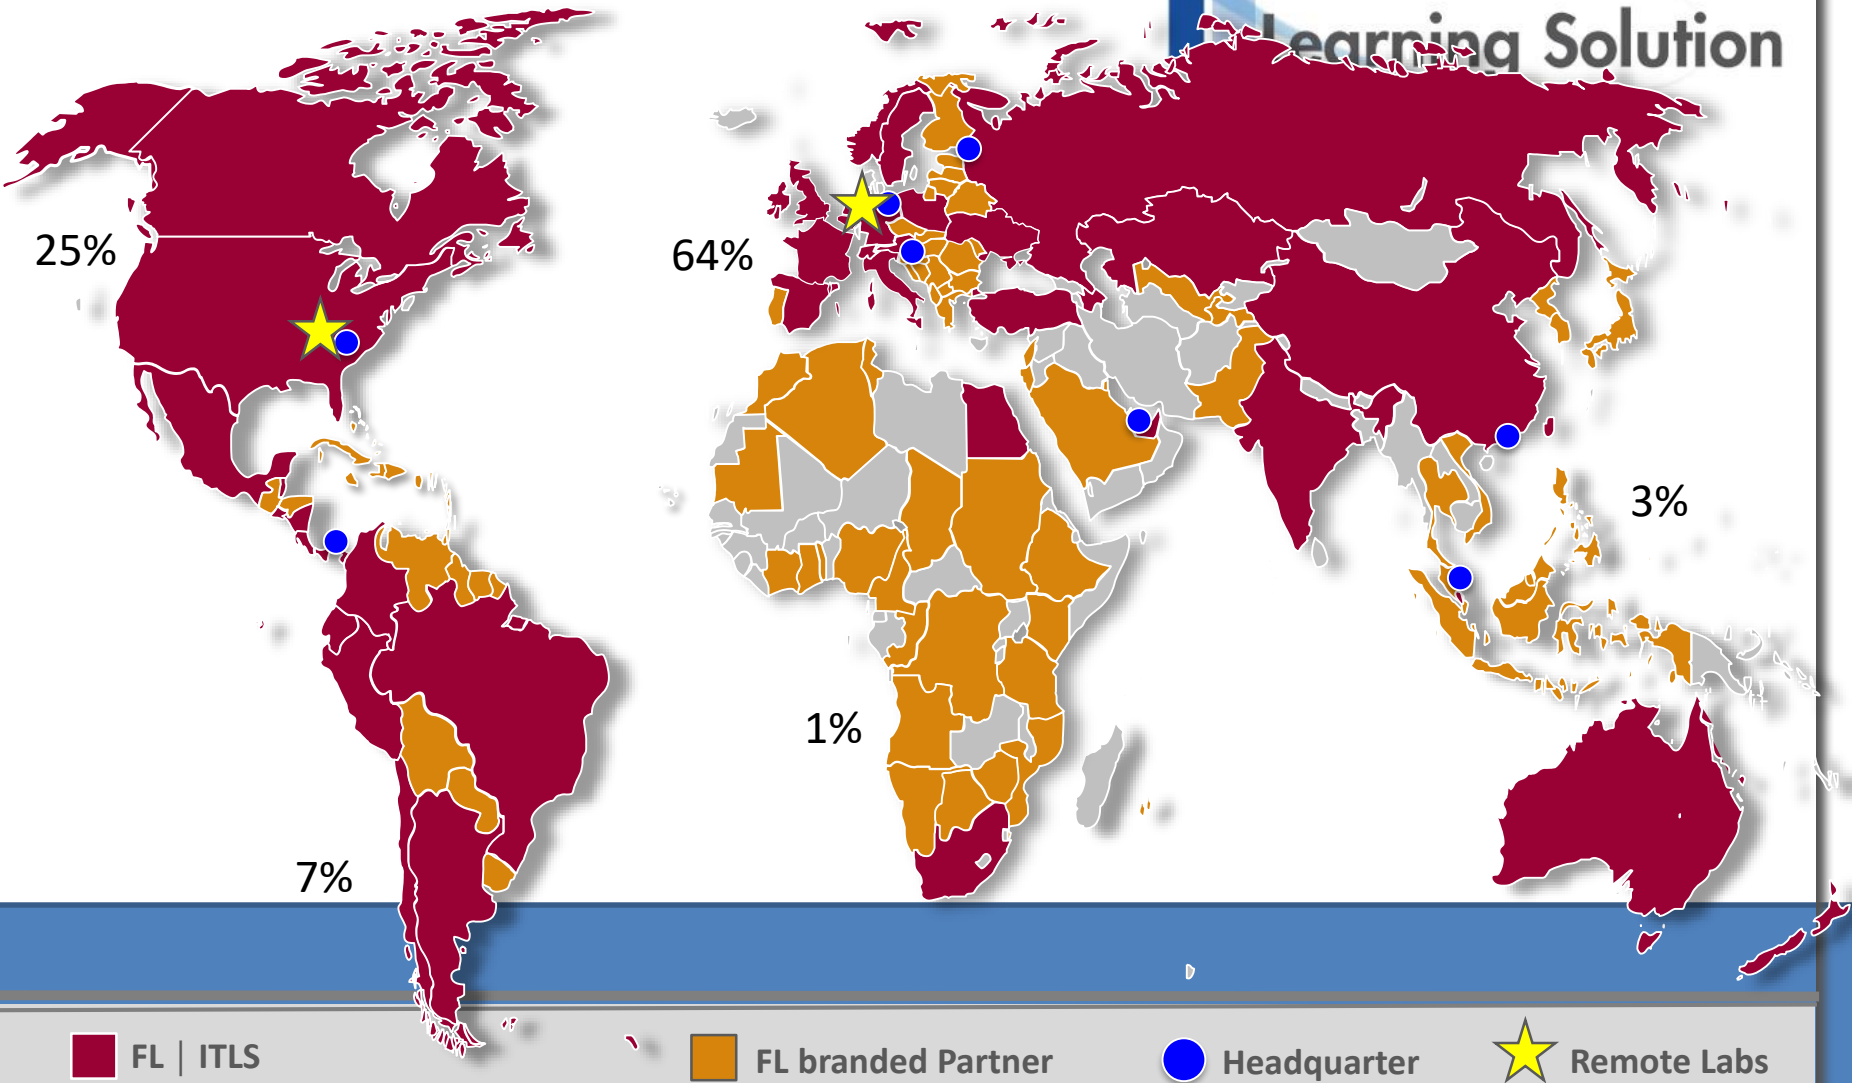 Learning Solution
25%
64%
3%
1%
7%
FL | ITLS
FL branded Partner
Headquarter
Remote Labs